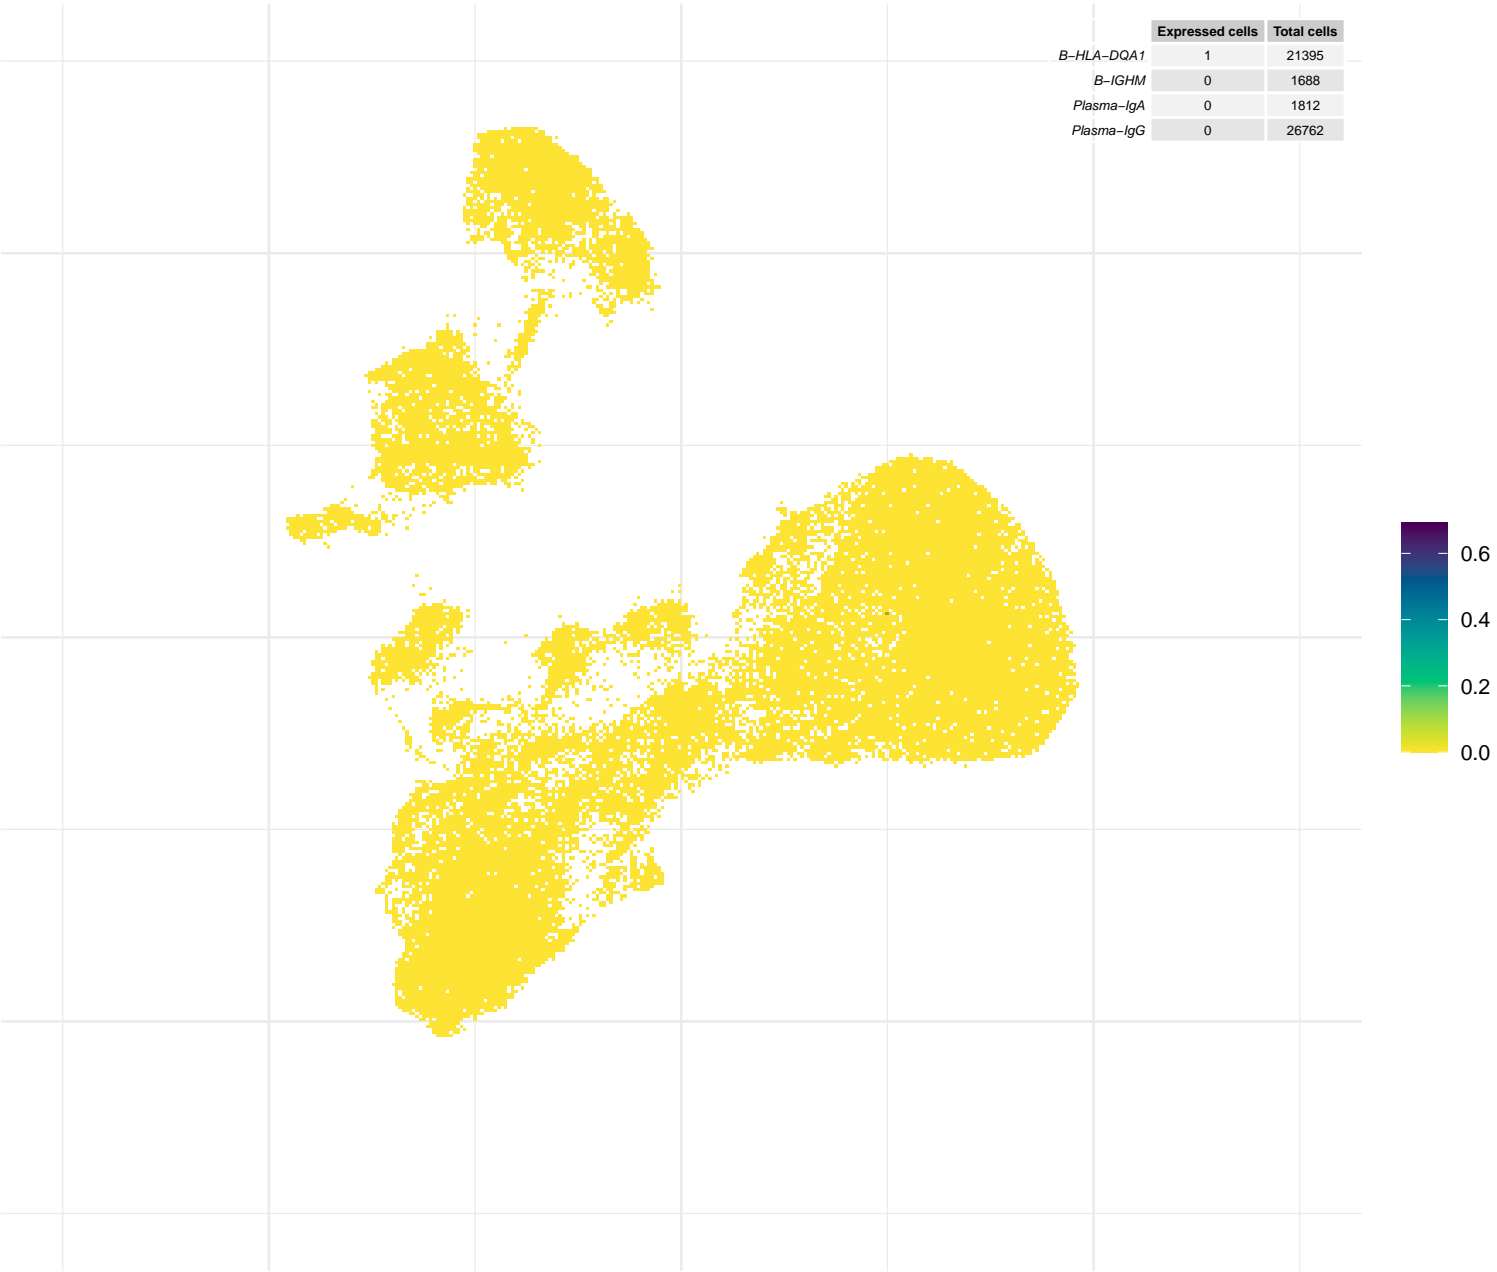 Expressed cells Total cells
B−HLA−DQA1 1 21395
B−IGHM 0 1688
Plasma−IgA 0 1812
Plasma−IgG 0 26762
0.6
0.4
0.2
0.0